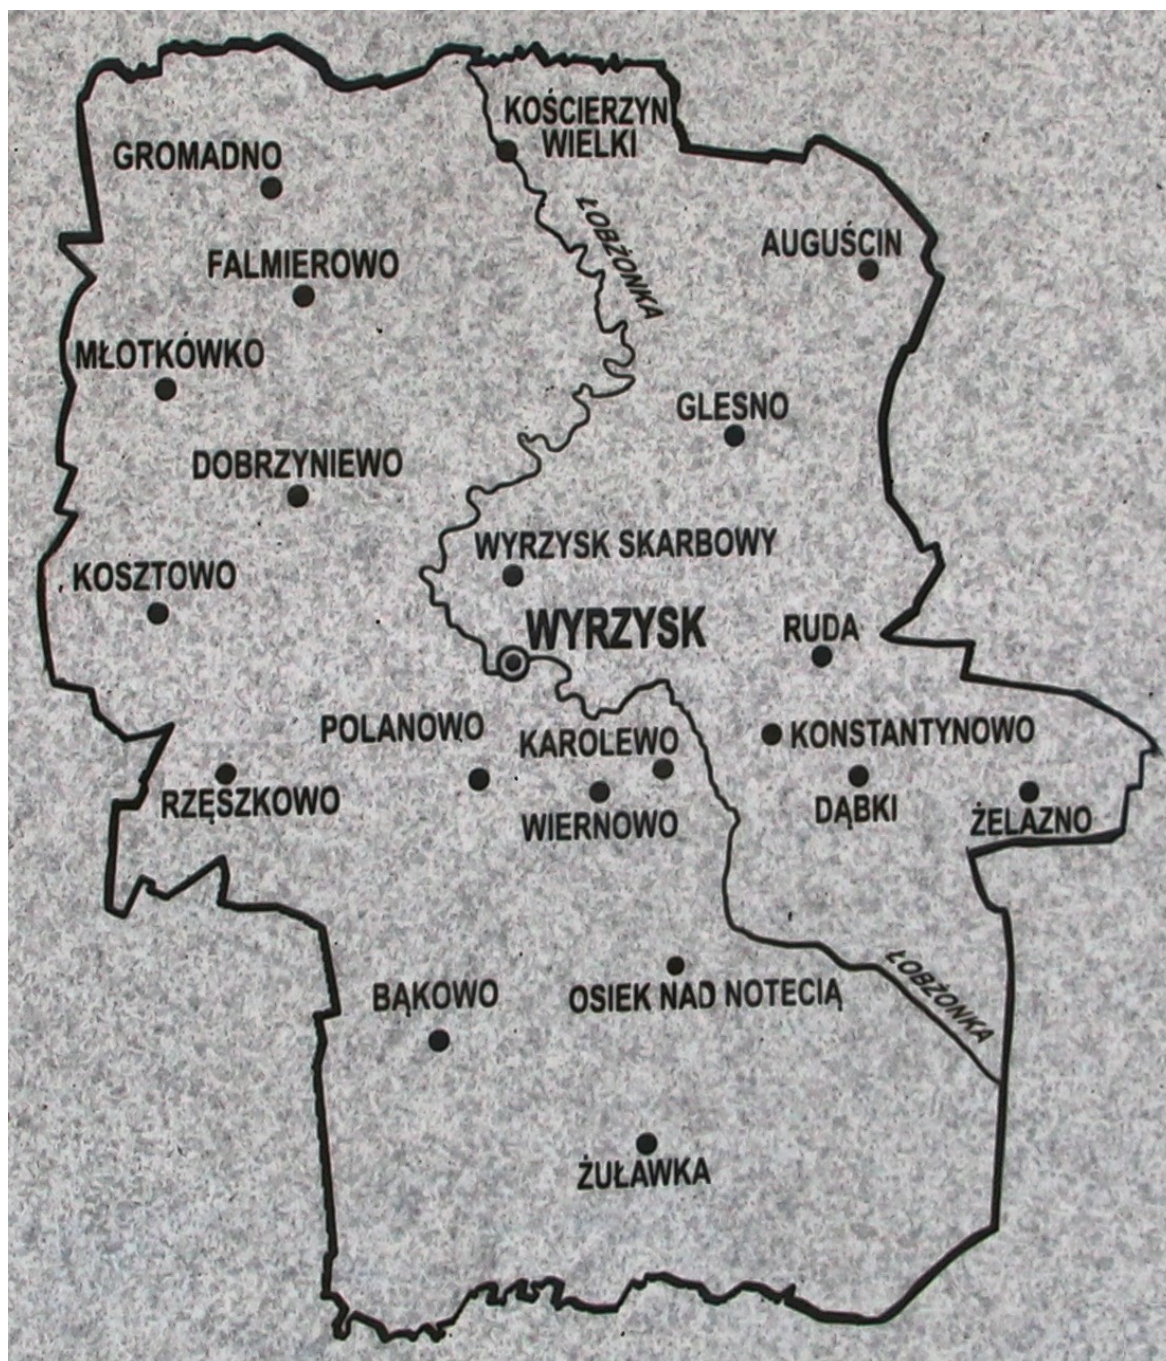 KOŚCIERZYN
WIELKI
GROMADNO
ŁOBŻONKA
AUGUŚCIN
FALMIEROWO
MŁOTKÓWKO
GLESNO
DOBRZYNIEWO
WYRZYSK SKARBOWY
KOSZTOWO
WYRZYSK
RUDA
POLANOWO
KAROLEWO
KONSTANTYNOWO
RZĘSZKOWO
WIERNOWO
DĄBKI
ŻELAZNO
BĄKOWO
OSIEK NAD NOTECIĄ
ŁOBŻONKA
ŻUŁAWKA